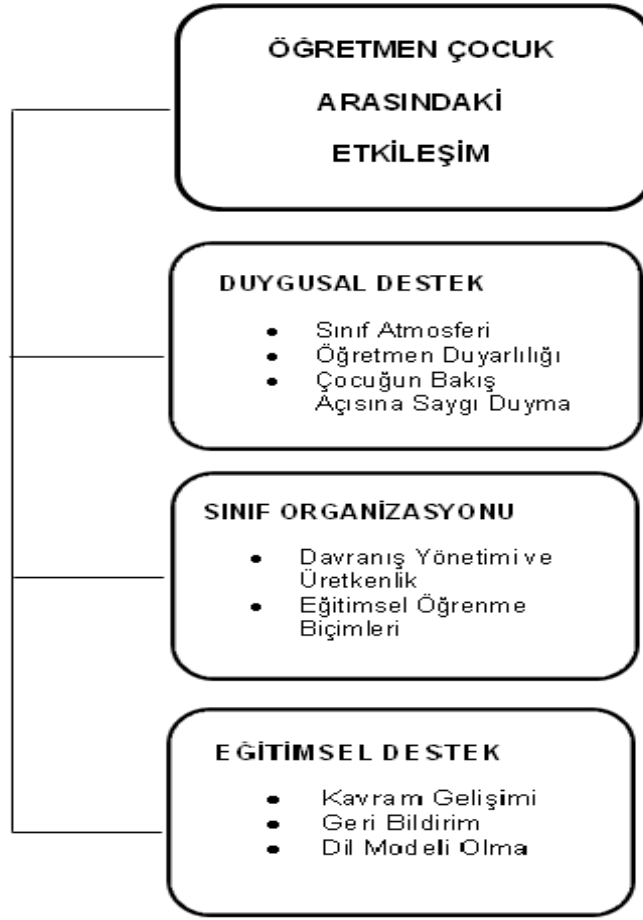 ÖĞRETMEN ÇOCUK
ARASINDAKİ
ETKİLEŞİM
DUYGUSAL DESTEK
• Sınıf Atmosferi
• Öğretmen Duyarlılığı
• Çocuğun Bakış
Açısına Saygı Duyma
SINIF ORGANİZASYONU
• Davranış Yönetimi ve
Üretkenlik
• Eğitimsel Öğrenme
Biçimleri
EĞİTİMSEL DESTEK
• Kavram Gelişimi
• Geri Bildirim
• Dil Modeli Olma